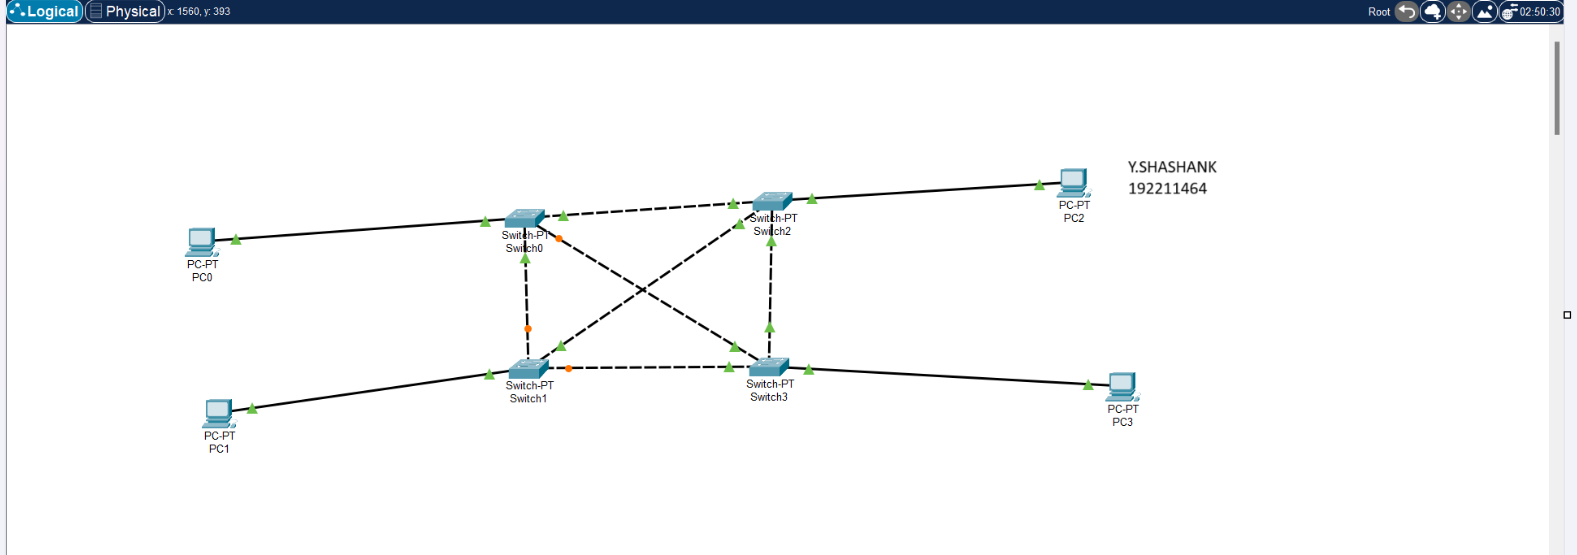 Logical
Physical
x: 1560, y: 393
Root
02:50:30
Y.SHASHANK
192211464
PC-PT
PC2
Switch-PT
Switch2
Switch-PT
Switch0
PC-PT
PC0
Switch-PT
Switch1
Switch-PT
Switch3
PC-PT
PC3
PC-PT
PC1